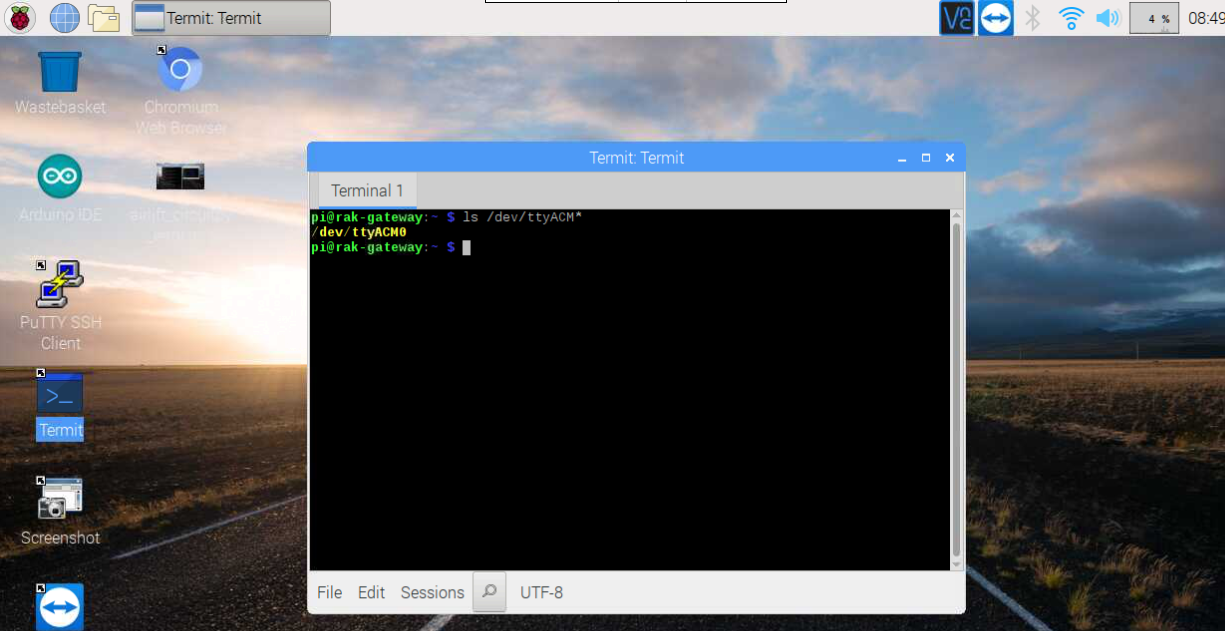 Termit: Termit
4 %
08:49
Wastebasket
Chromium
Web Browser
Arduino IDE
PuTTY SSH
Client
Termit
Screenshot
Termit: Termit
Terminal 1
pi@rak-gateway:~ $ ls /dev/ttyACM*
/dev/ttyACM0
pi@rak-gateway:~ $
File Edit Sessions UTF-8